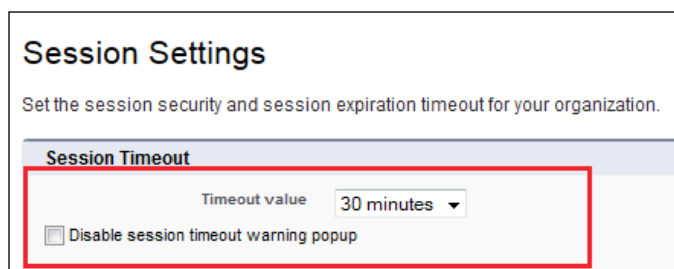 Session Settings
Set the session security and session expiration timeout for your organization.
Session Timeout
Timeout value 30 minutes
Disable session timeout warning popup